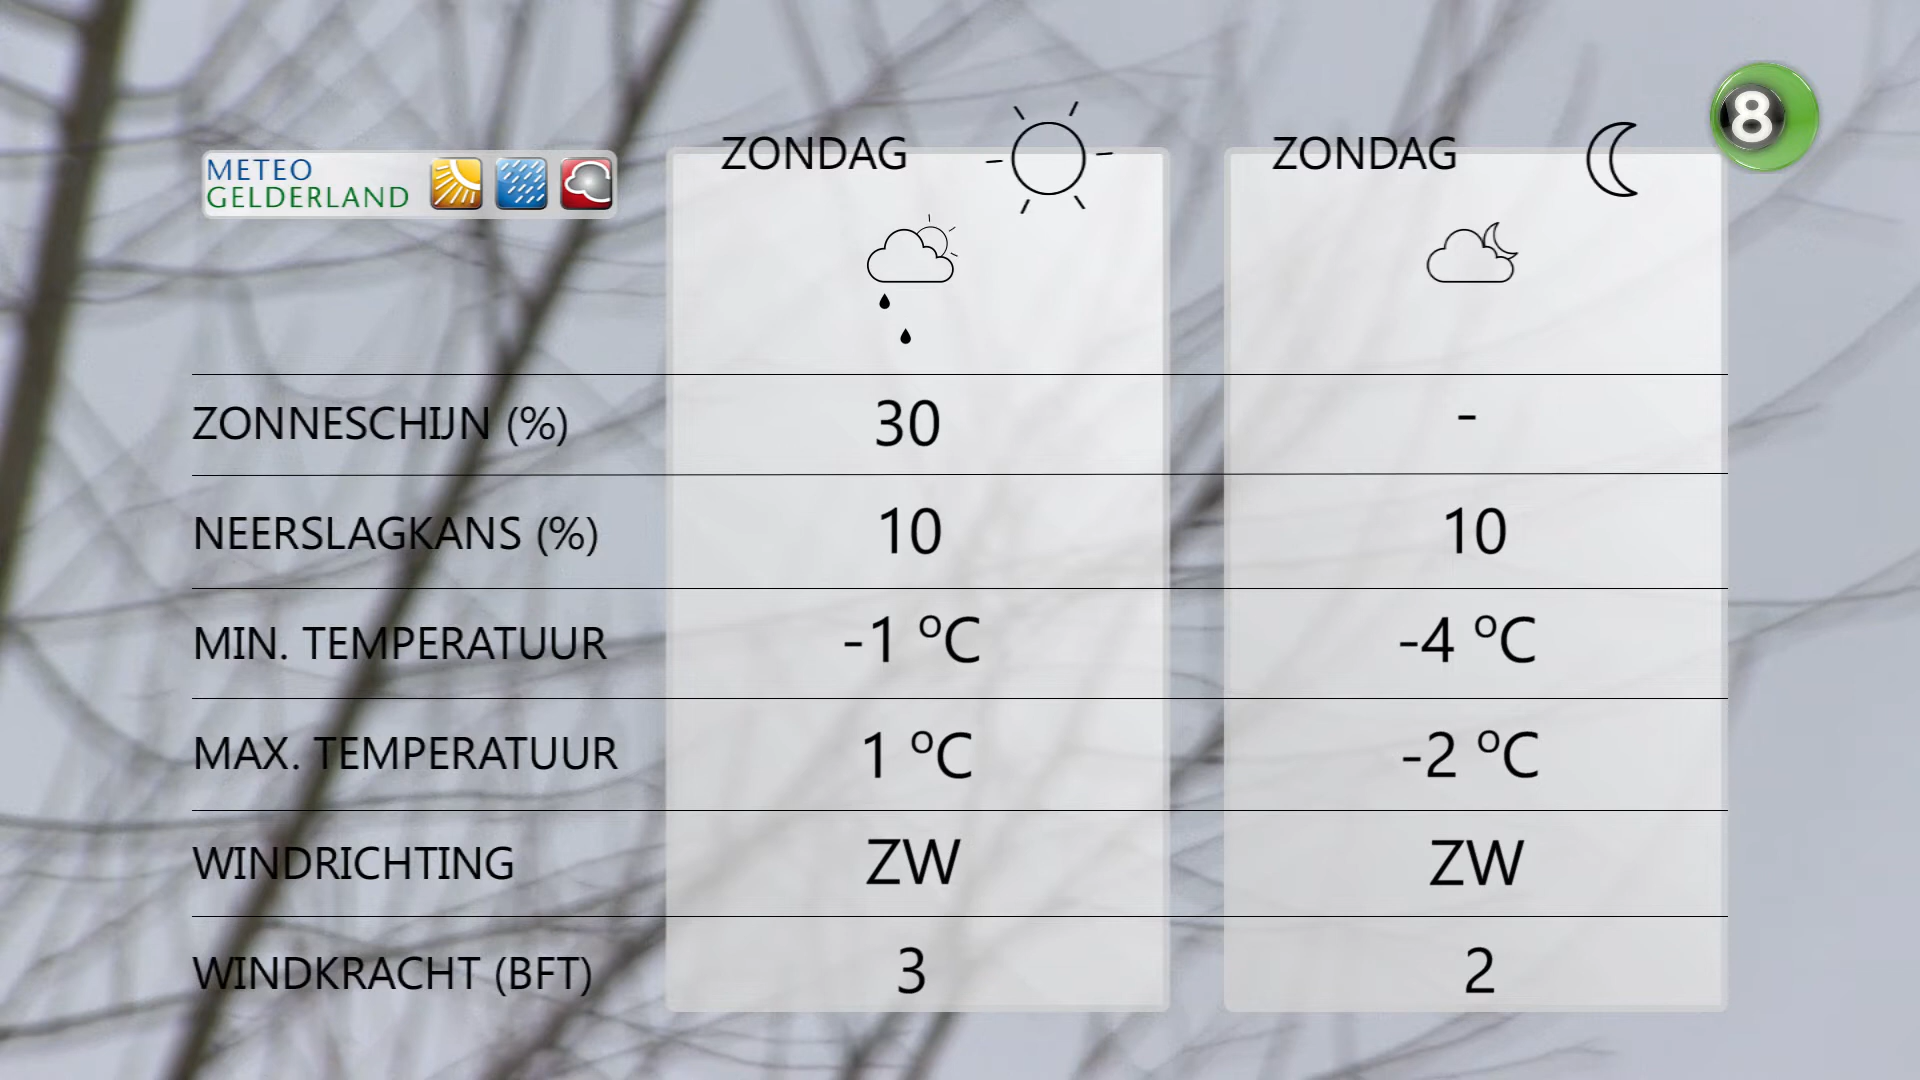 METEO
GELDERLAND
ZONDAG ZONDAG
8
ZONNESCHIJN (%) 30 -
NEERSLAGKANS (%) 10 10
MIN. TEMPERATUUR -1 °C -4 °C
MAX. TEMPERATUUR 1 °C -2 °C
WINDRICHTING ZW ZW
WINDKRACHT (BFT) 3 2